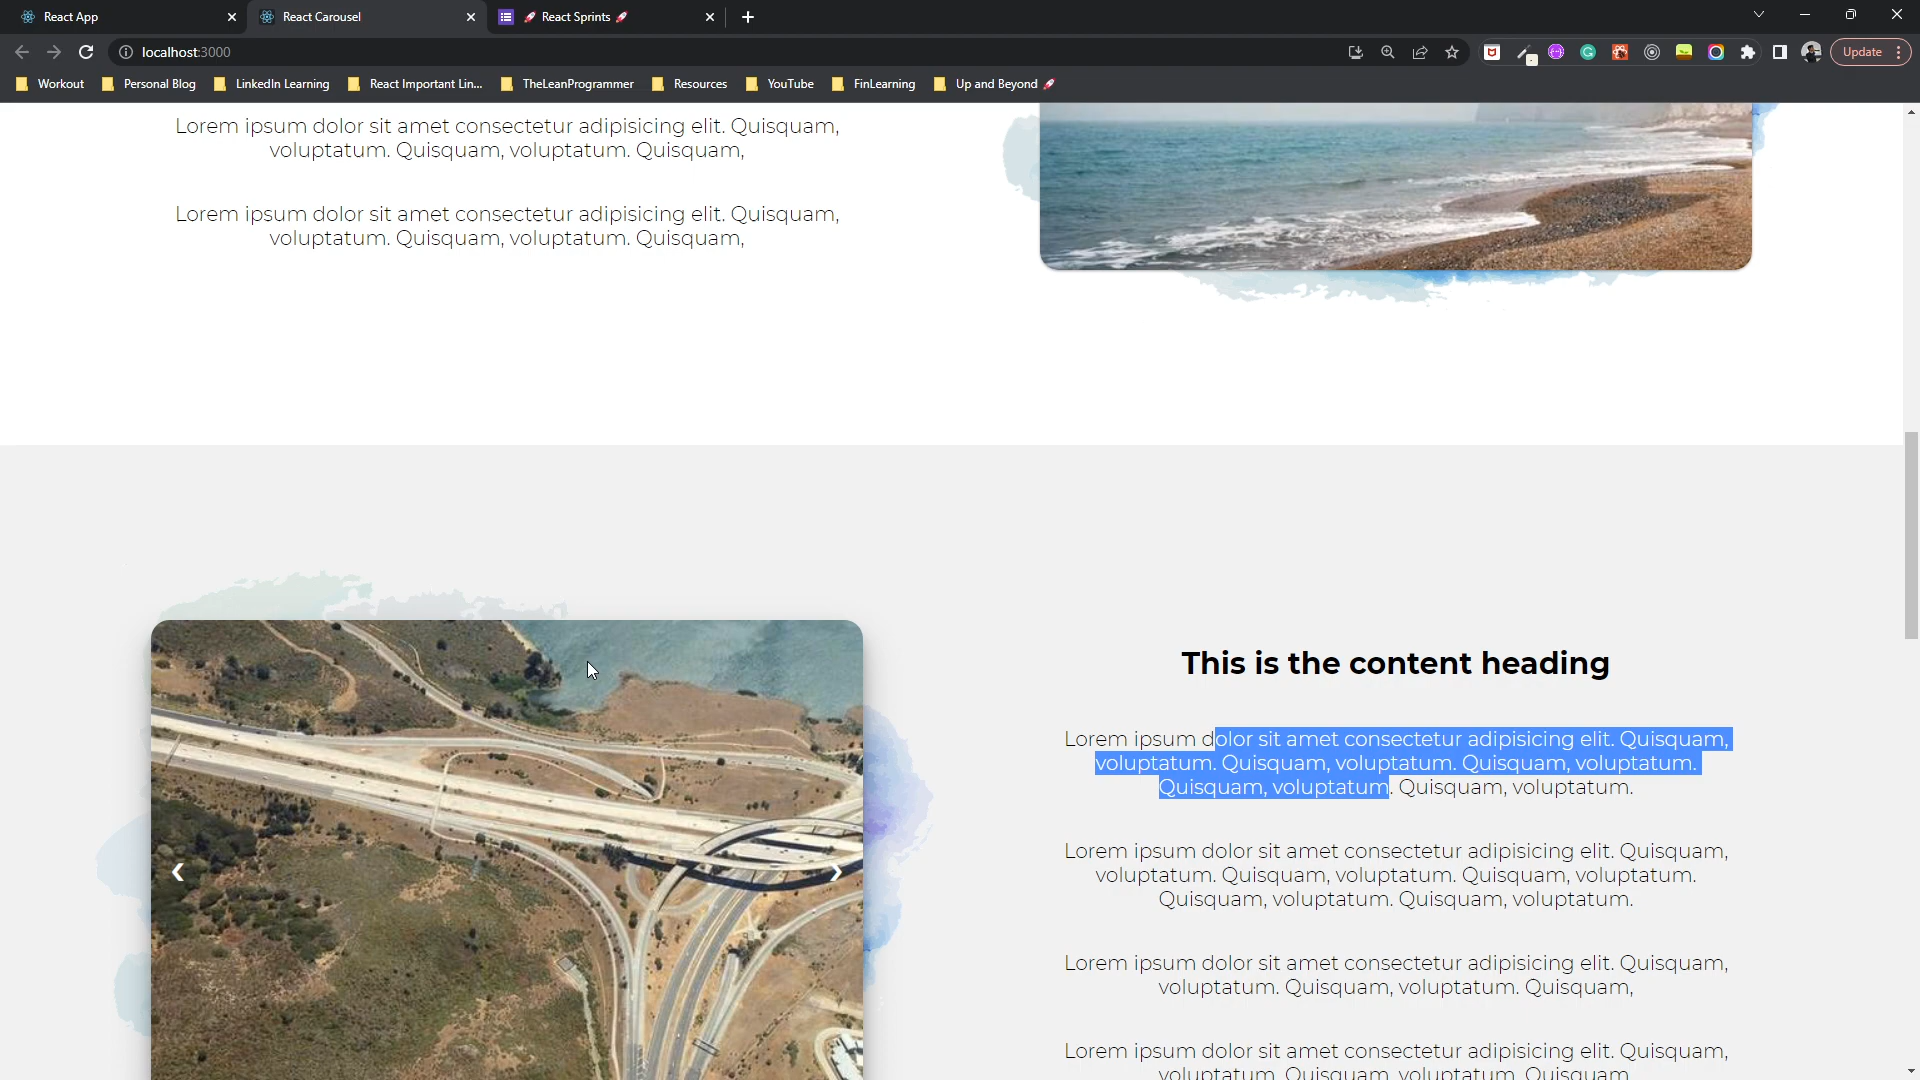 React App
React Carousel
🚀 React Sprints 🚀
localhost:3000
Update
Workout
Personal Blog
LinkedIn Learning
React Important Lin...
TheLeanProgrammer
Resources
YouTube
FinLearning
Up and Beyond 🚀
Lorem ipsum dolor sit amet consectetur adipisicing elit. Quisquam,
voluptatum. Quisquam, voluptatum. Quisquam,
Lorem ipsum dolor sit amet consectetur adipisicing elit. Quisquam,
voluptatum. Quisquam, voluptatum. Quisquam,
This is the content heading
Lorem ipsum dolor sit amet consectetur adipisicing elit. Quisquam,
voluptatum. Quisquam, voluptatum. Quisquam, voluptatum.
Quisquam, voluptatum. Quisquam, voluptatum.
Lorem ipsum dolor sit amet consectetur adipisicing elit. Quisquam,
voluptatum. Quisquam, voluptatum. Quisquam, voluptatum.
Quisquam, voluptatum. Quisquam, voluptatum.
Lorem ipsum dolor sit amet consectetur adipisicing elit. Quisquam,
voluptatum. Quisquam, voluptatum. Quisquam,
Lorem ipsum dolor sit amet consectetur adipisicing elit. Quisquam,
voluptatum. Quisquam, voluptatum. Quisquam,